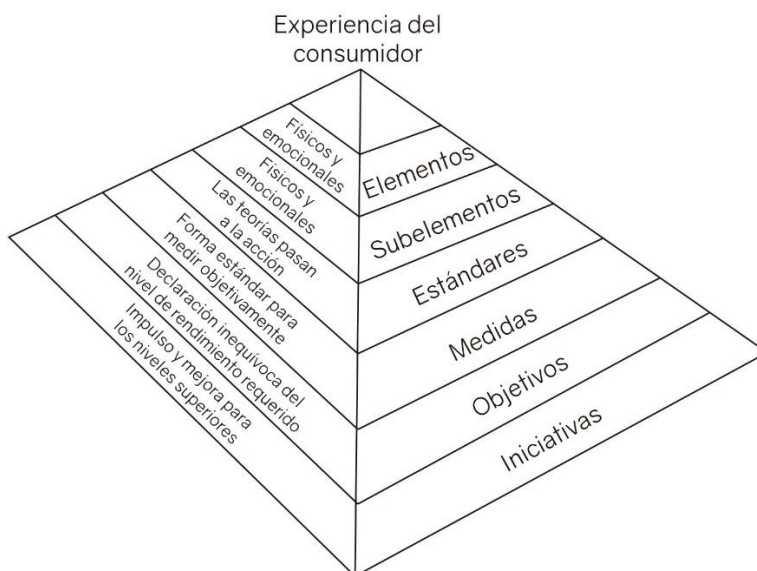 Experiencia del
consumidor
Físicos y
emocionales
Elementos
Físicos y
emocionales
Subelementos
Las teorías pasan
a la acción
Estándares
Forma estándar para
medir objetivamente
Medidas
Declaración inequívoca del
nivel de rendimiento requerido
Objetivos
Impulso y mejora para
los niveles superiores
Iniciativas